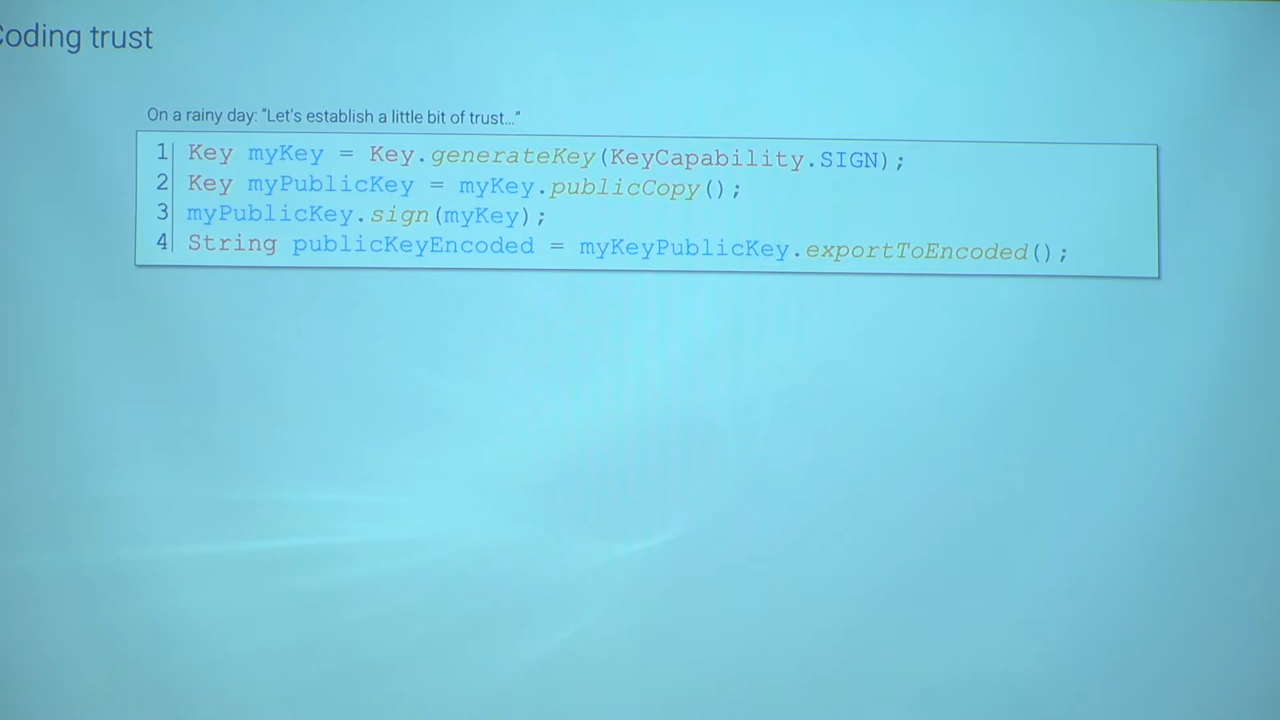 Coding trust
On a rainy day: "Let's establish a little bit of trust..."
1 Key myKey = Key.generateKey(KeyCapability.SIGN);
2 Key myPublicKey = myKey.publicCopy();
3 myPublicKey.sign(myKey);
4 String publicKeyEncoded = myKeyPublicKey.exportToEncoded();